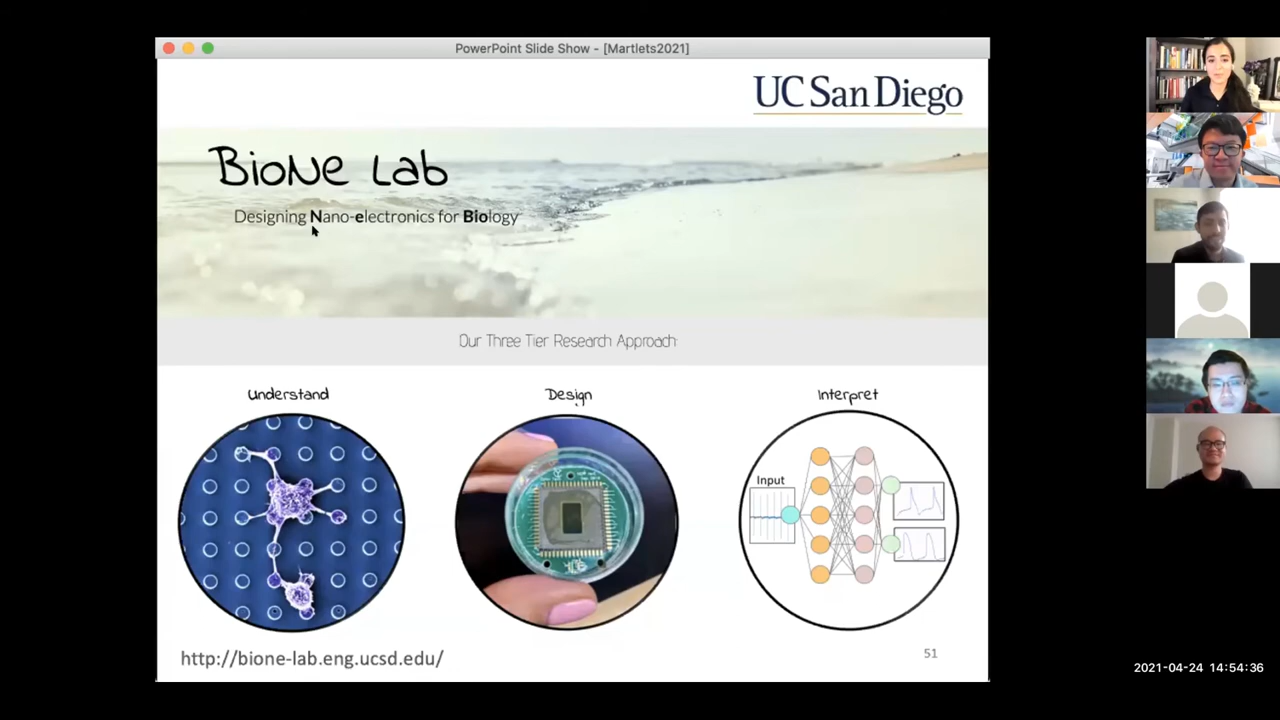 PowerPoint Slide Show - [Martlets2021]
UC San Diego
BioNe Lab
Designing Nano-electronics for Biology
Our Three Tier Research Approach:
Understand
Design
Interpret
Input
http://bione-lab.eng.ucsd.edu/
51
2021-04-24 14:54:36